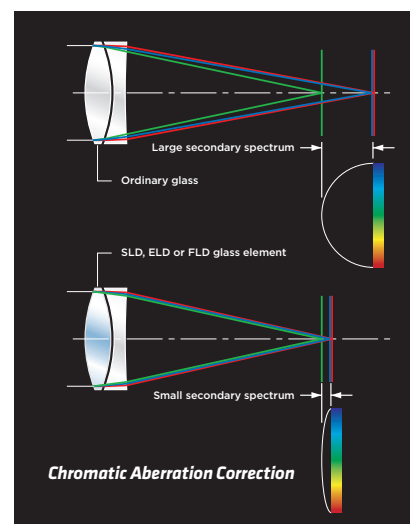 Large secondary spectrum
Ordinary glass
SLD, ELD or FLD glass element
Small secondary spectrum
Chromatic Aberration Correction